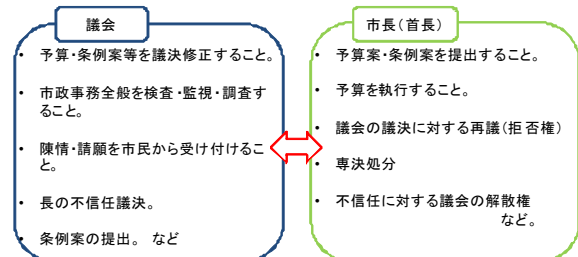 議会
・ 予算・条例案等を議決修正すること。
・ 市政事務全般を検査・監視・調査す
ること。
・ 陳情・請願を市民から受け付けるこ
と。
・ 長の不信任議決。
・ 条例案の提出。 など
市長(首長)
・ 予算案・条例案を提出すること。
・ 予算を執行すること。
・ 議会の議決に対する再議(拒否権)
・ 専決処分
・ 不信任に対する議会の解散権
など。